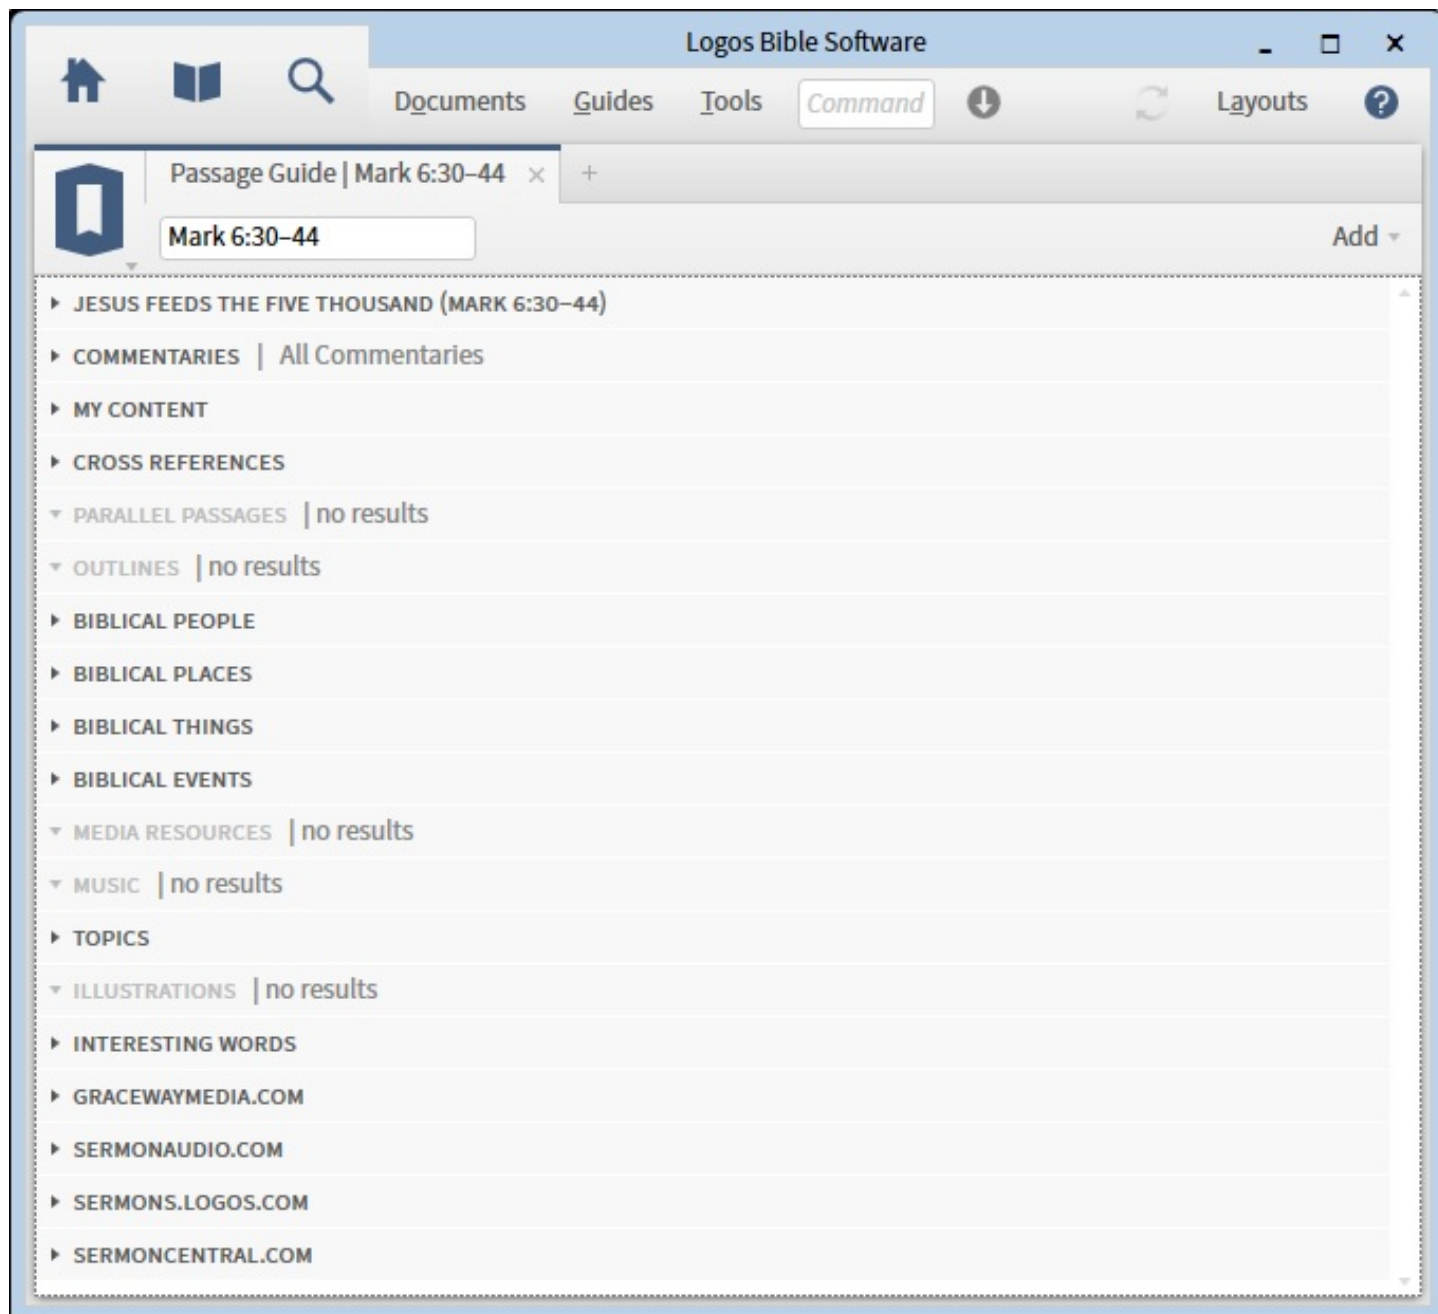 Logos Bible Software
Documents Guides Tools Command Layouts ?
Passage Guide | Mark 6:30–44 × +
Mark 6:30–44 Add
JESUS FEEDS THE FIVE THOUSAND (MARK 6:30–44)
COMMENTARIES | All Commentaries
MY CONTENT
CROSS REFERENCES
PARALLEL PASSAGES | no results
OUTLINES | no results
BIBLICAL PEOPLE
BIBLICAL PLACES
BIBLICAL THINGS
BIBLICAL EVENTS
MEDIA RESOURCES | no results
MUSIC | no results
TOPICS
ILLUSTRATIONS | no results
INTERESTING WORDS
GRACEWAYMEDIA.COM
SERMONAUDIO.COM
SERMONS.LOGOS.COM
SERMONCENTRAL.COM